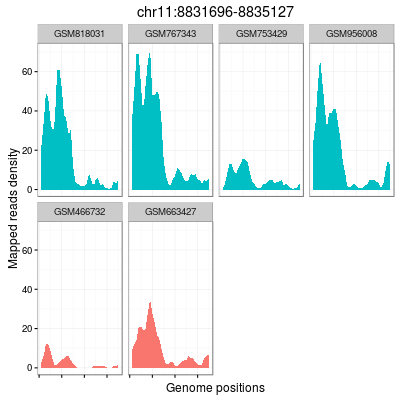 chr11:8831696-8835127
GSM818031 GSM767343 GSM753429 GSM956008
60
40
20
0
GSM466732 GSM663427
60
40
20
0
Mapped reads density
Genome positions